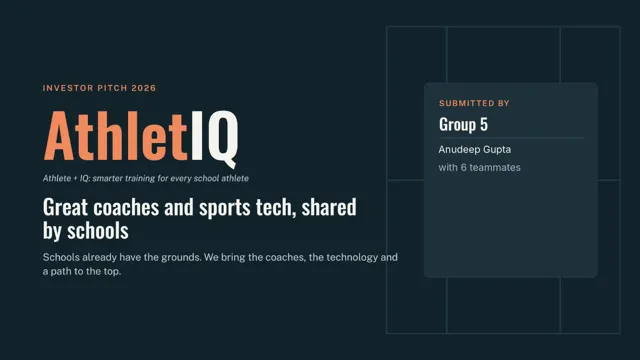 INVESTOR PITCH 2026
AthletIQ
Athlete + IQ: smarter training for every school athlete
Great coaches and sports tech, shared
by schools
Schools already have the grounds. We bring the coaches, the technology and
a path to the top.
SUBMITTED BY
Group 5
Anudeep Gupta
with 6 teammates